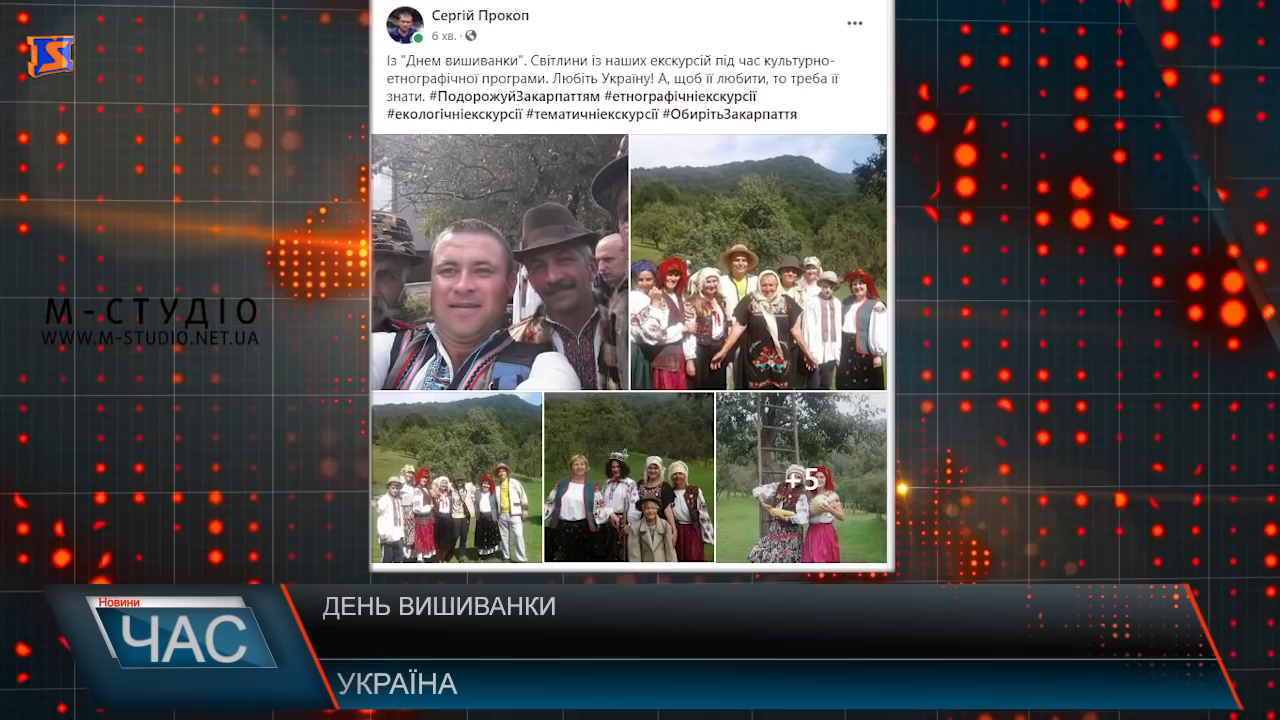 Сергій Прокоп
6 хв. ·
Із "Днем вишиванки". Світлини із наших екскурсій під час культурно-
етнографічної програми. Любіть Україну! А, щоб її любити, то треба її
знати. #ПодорожуйЗакарпаттям #етнографічніекскурсії
#екологічніекскурсії #тематичніекскурсії #ОбирітьЗакарпаття
М-СТУДІО
WWW.M-STUDIO.NET.UA
+5
Новини
ЧАС
ДЕНЬ ВИШИВАНКИ
УКРАЇНА